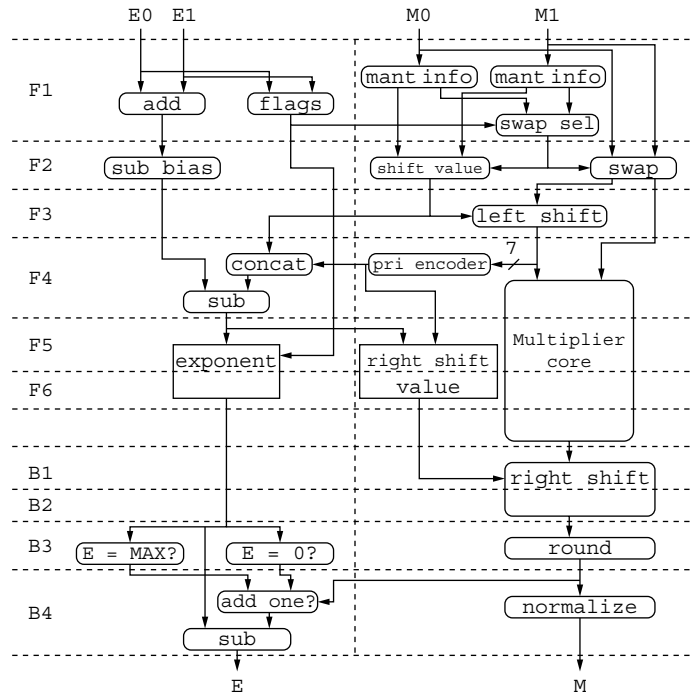 E0 E1 M0 M1
F1
mant info mant info
add flags
swap sel
F2 sub bias shift value swap
F3 left shift
7
concat pri encoder
F4
sub
Multiplier
core
F5 exponent right shift
F6 value
B1 right shift
B2
B3 E = MAX? E = 0? round
add one? normalize
B4
sub
E M